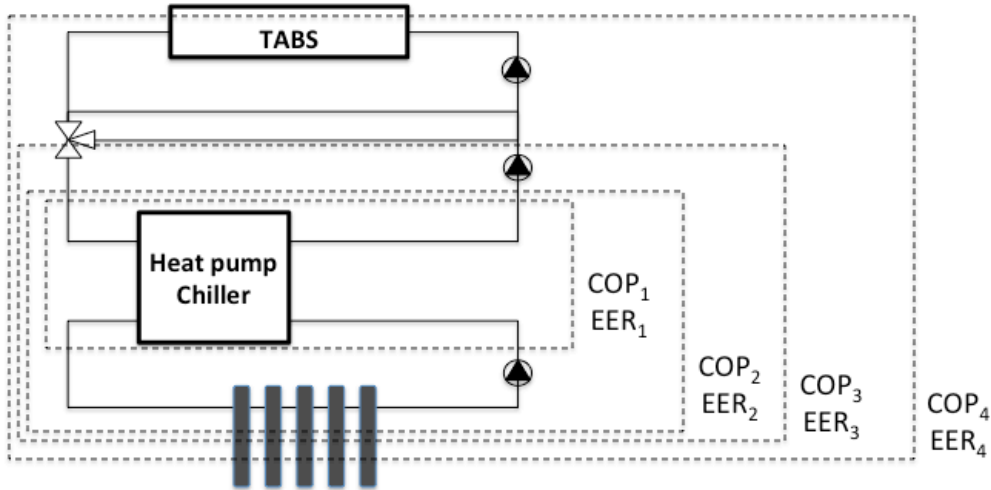 TABS
Heat pump
Chiller
COP₁
EER₁
COP₂
EER₂
COP₃
EER₃
COP₄
EER₄